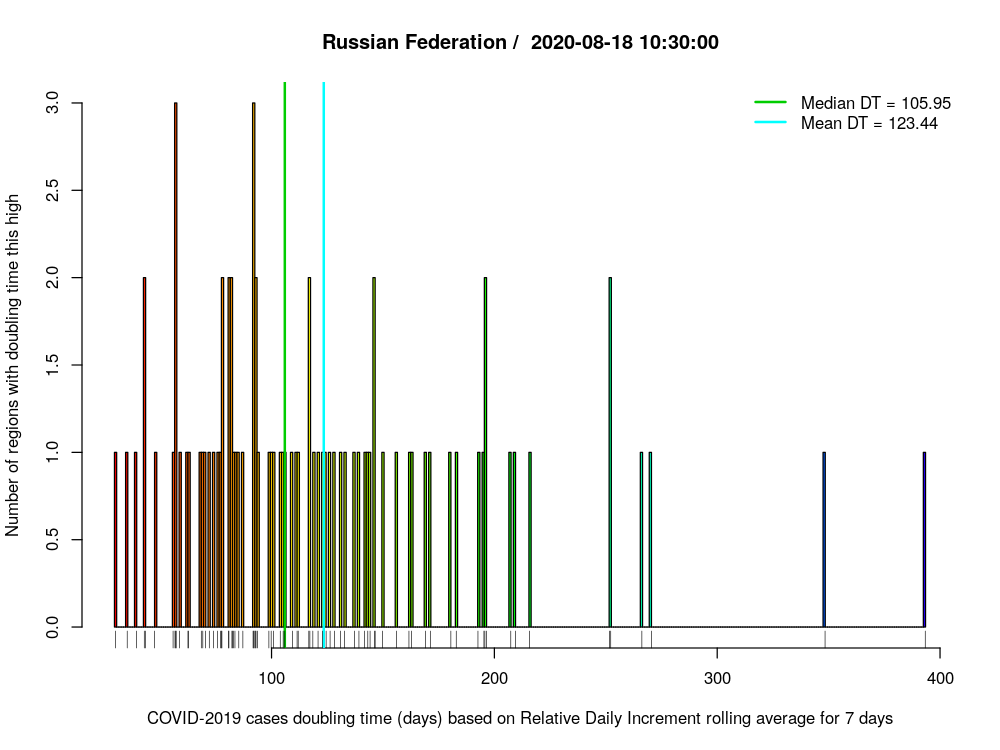 Russian Federation / 2020-08-18 10:30:00
Median DT = 105.95
Mean DT = 123.44
Number of regions with doubling time this high
3.0
2.5
2.0
1.5
1.0
0.5
0.0
100 200 300 400
COVID-2019 cases doubling time (days) based on Relative Daily Increment rolling average for 7 days